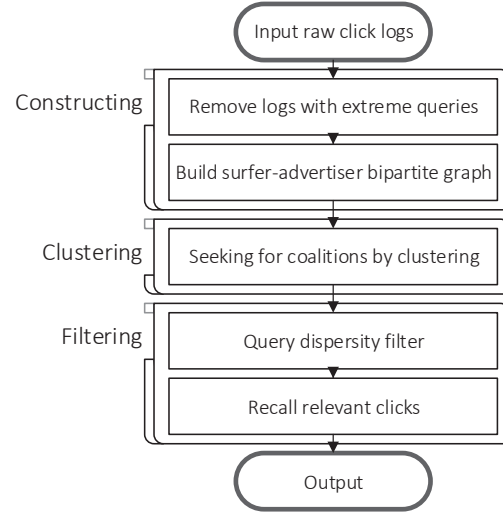 Input raw click logs
Constructing
Remove logs with extreme queries
Build surfer-advertiser bipartite graph
Clustering
Seeking for coalitions by clustering
Filtering
Query dispersity filter
Recall relevant clicks
Output